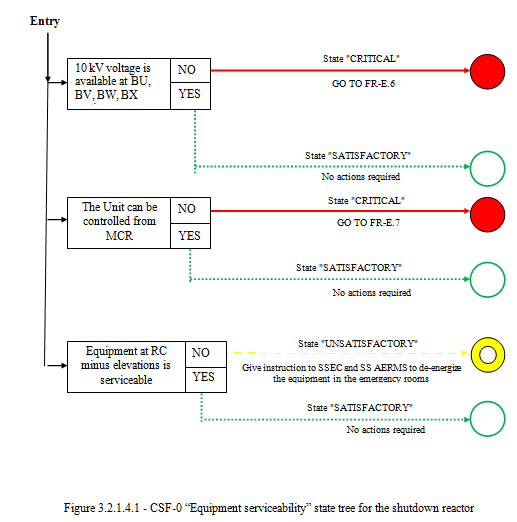 Entry
10 kV voltage is
available at BU,
BV, BW, BX
NO
YES
State "CRITICAL"
GO TO FR-E.6
State "SATISFACTORY"
No actions required
The Unit can be
controlled from
MCR
NO
YES
State "CRITICAL"
GO TO FR-E.7
State "SATISFACTORY"
No actions required
Equipment at RC
minus elevations is
serviceable
NO
YES
State "UNSATISFACTORY"
Give instruction to SSEC and SS AERMS to de-energize
the equipment in the emergency rooms
State "SATISFACTORY"
No actions required
Figure 3.2.1.4.1 - CSF-0 “Equipment serviceability” state tree for the shutdown reactor